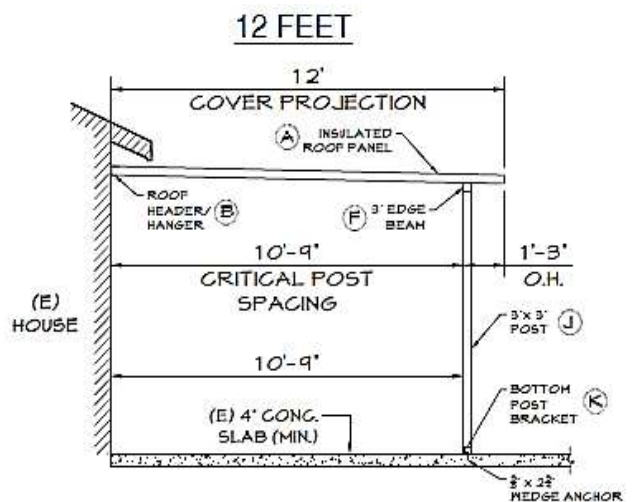 12 FEET
12'
COVER PROJECTION
A INSULATED
ROOF PANEL
ROOF
HEADER/ B
HANGER
F 3" EDGE
BEAM
10'-9"
CRITICAL POST
SPACING
1'-3"
O.H.
(E)
HOUSE
3" x 3"
POST J
10'-9"
(E) 4" CONC.
SLAB (MIN.)
BOTTOM
POST K
BRACKET
WEDGE ANCHOR